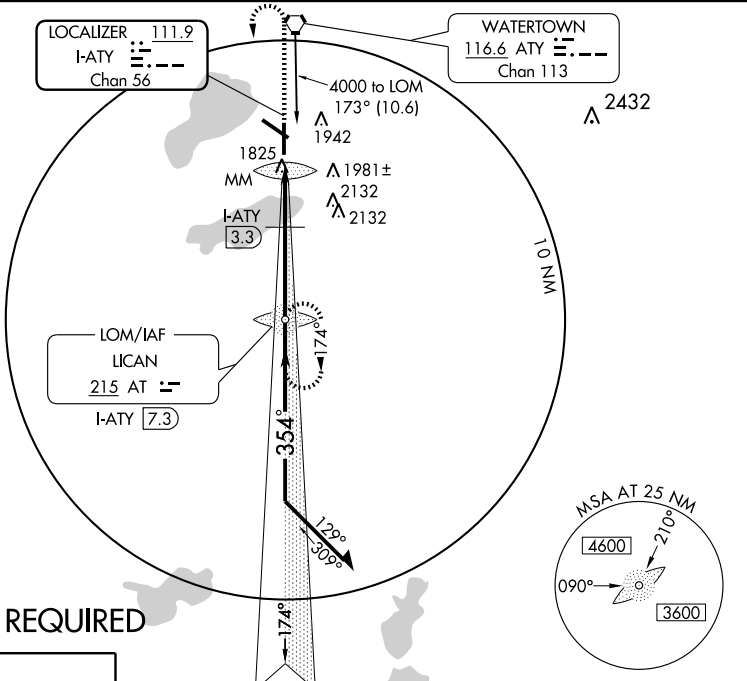 LOCALIZER 111.9
I-ATY
Chan 56
WATERTOWN
116.6 ATY
Chan 113
4000 to LOM
173° (10.6)
2432
1942
1825
MM
1981±
2132
2132
I-ATY
3.3
10 NM
LOM/IAF
LICAN
215 AT
I-ATY 7.3
174°
354°
129°
309°
174°
MSA AT 25 NM
4600
210°
090°
3600
REQUIRED